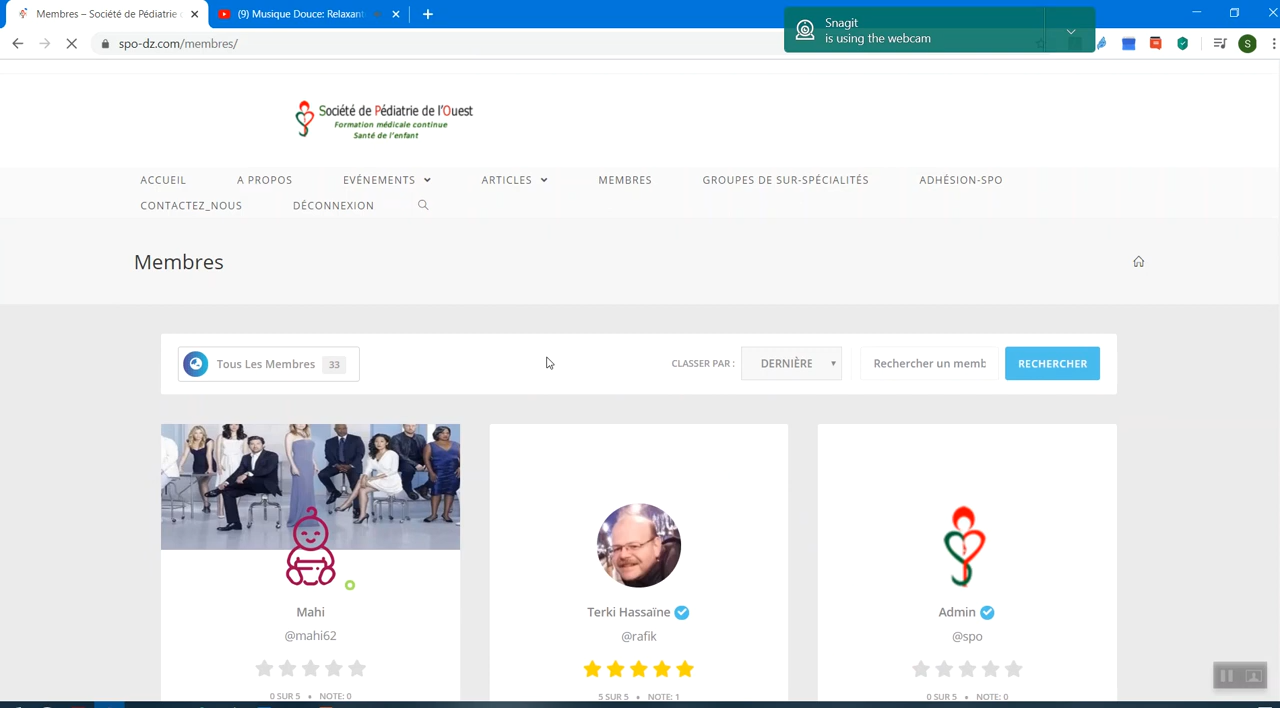 Membres – Société de Pédiatrie
(9) Musique Douce: Relaxant
Snagit
is using the webcam
spo-dz.com/membres/
S
Société de Pédiatrie de l'Ouest
Formation médicale continue
Santé de l'enfant
ACCUEIL A PROPOS EVÉNEMENTS ARTICLES MEMBRES GROUPES DE SUR-SPÉCIALITÉS ADHÉSION-SPO
CONTACTEZ_NOUS DÉCONNEXION
Membres
Tous Les Membres 33 CLASSER PAR : DERNIÈRE Rechercher un memb RECHERCHER
Mahi
@mahi62
0 SUR 5 • NOTE: 0
Terki Hassaïne
@rafik
5 SUR 5 • NOTE: 1
Admin
@spo
0 SUR 5 • NOTE: 0